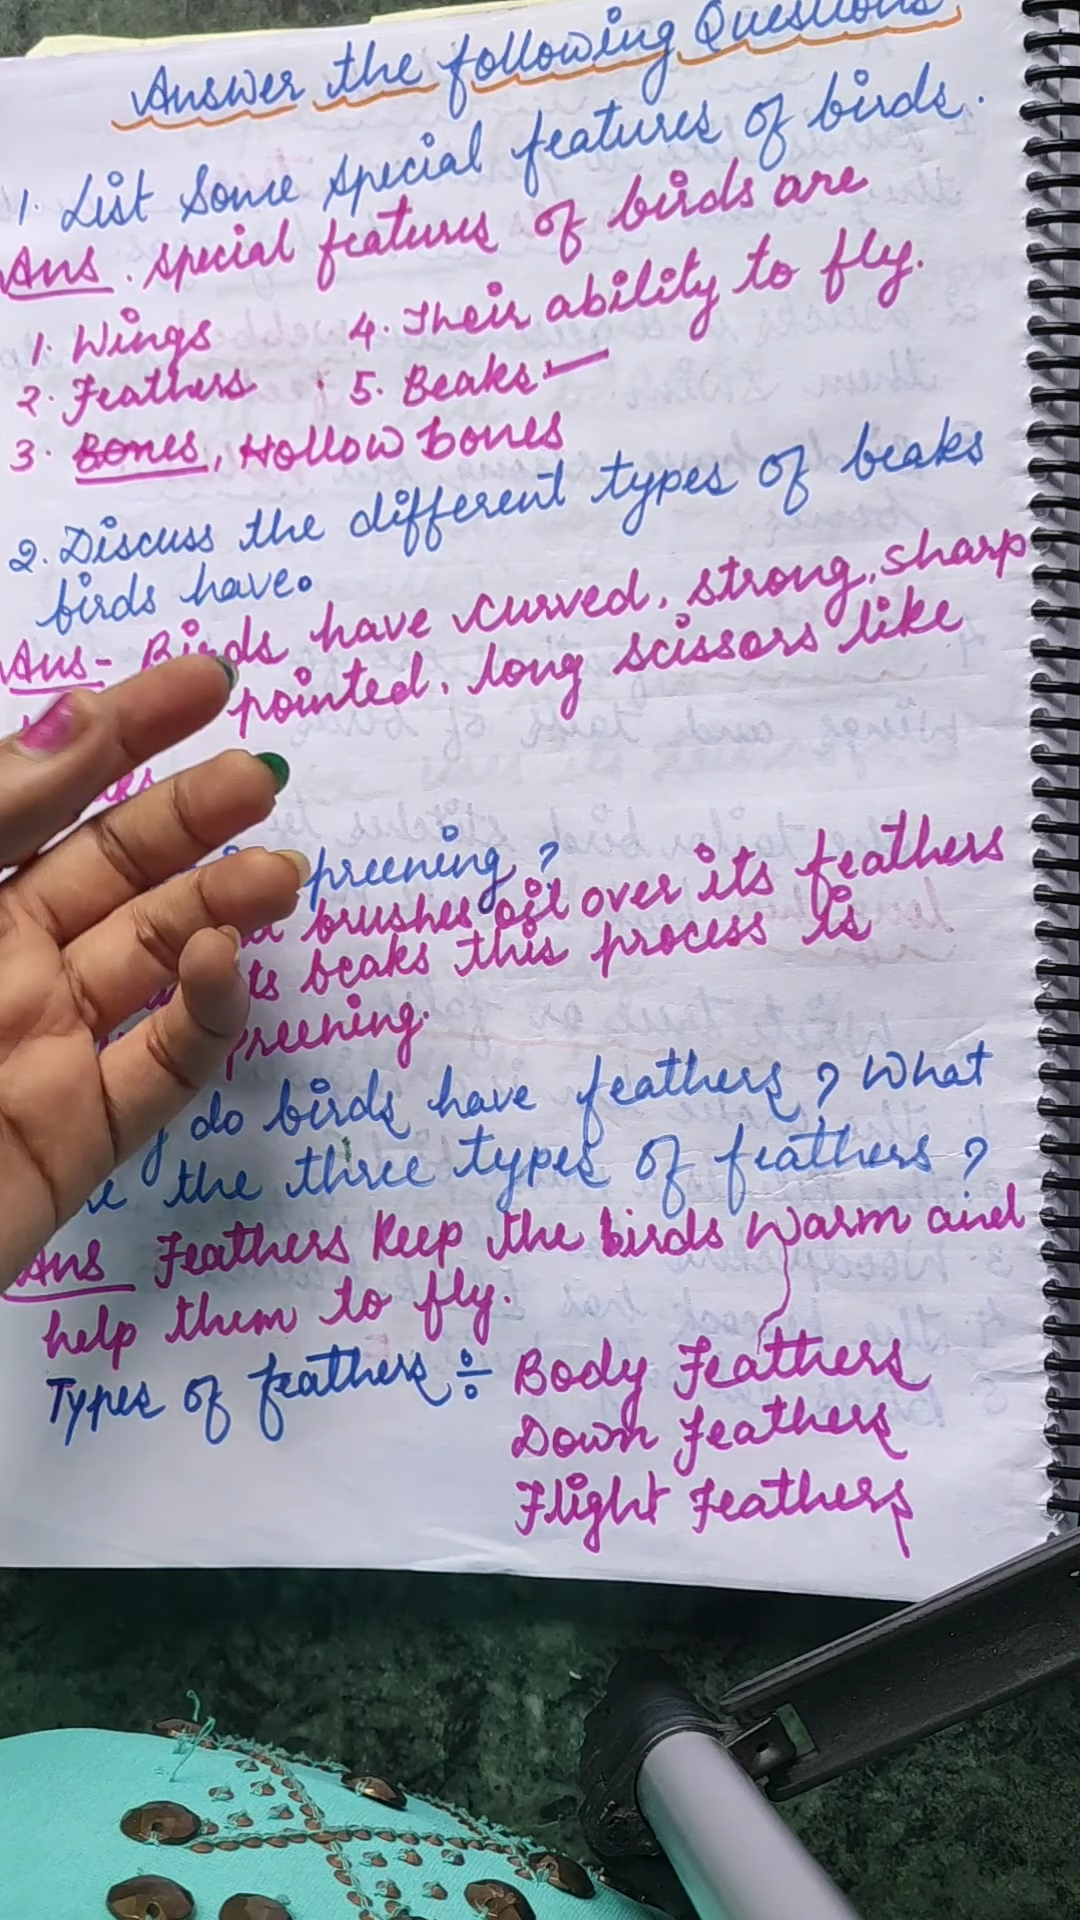 Answer the following Questions
1. List Some special features of birds.
Ans. special features of birds are
1. Wings 4. Their ability to fly.
2. Feathers 5. Beaks.
3. Bones, Hollow bones
2. Discuss the different types of beaks
birds have.
Ans- Birds have curved, strong, sharp
pointed, long scissors like
preening?
brushes oil over its feathers
beaks this process is
preening.
do birds have feathers? What
the three types of feathers?
Ans Feathers Keep the birds warm and
help them to fly.
Types of feathers ÷ Body Feathers
Down Feathers
Flight Feathers